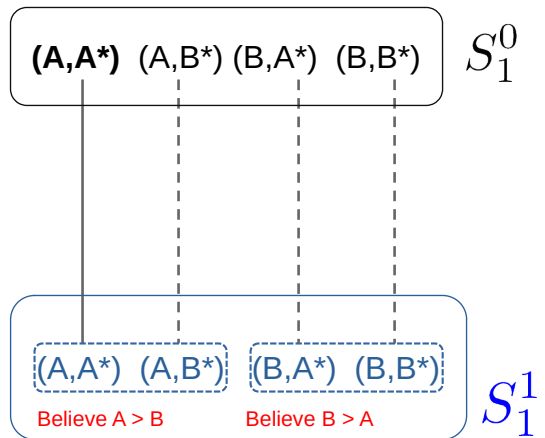 (A,A*) (A,B*) (B,A*) (B,B*) S_1^0
(A,A*) (A,B*) (B,A*) (B,B*)
Believe A > B Believe B > A S_1^1